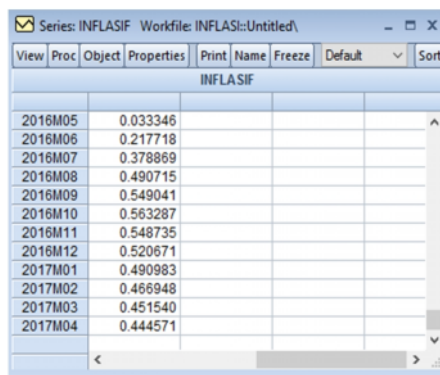 Series: INFLASIF Workfile: INFLASI::Untitled\
View Proc Object Properties Print Name Freeze Default Sort
INFLASIF
2016M05 0.033346
2016M06 0.217718
2016M07 0.378869
2016M08 0.490715
2016M09 0.549041
2016M10 0.563287
2016M11 0.548735
2016M12 0.520671
2017M01 0.490983
2017M02 0.466948
2017M03 0.451540
2017M04 0.444571